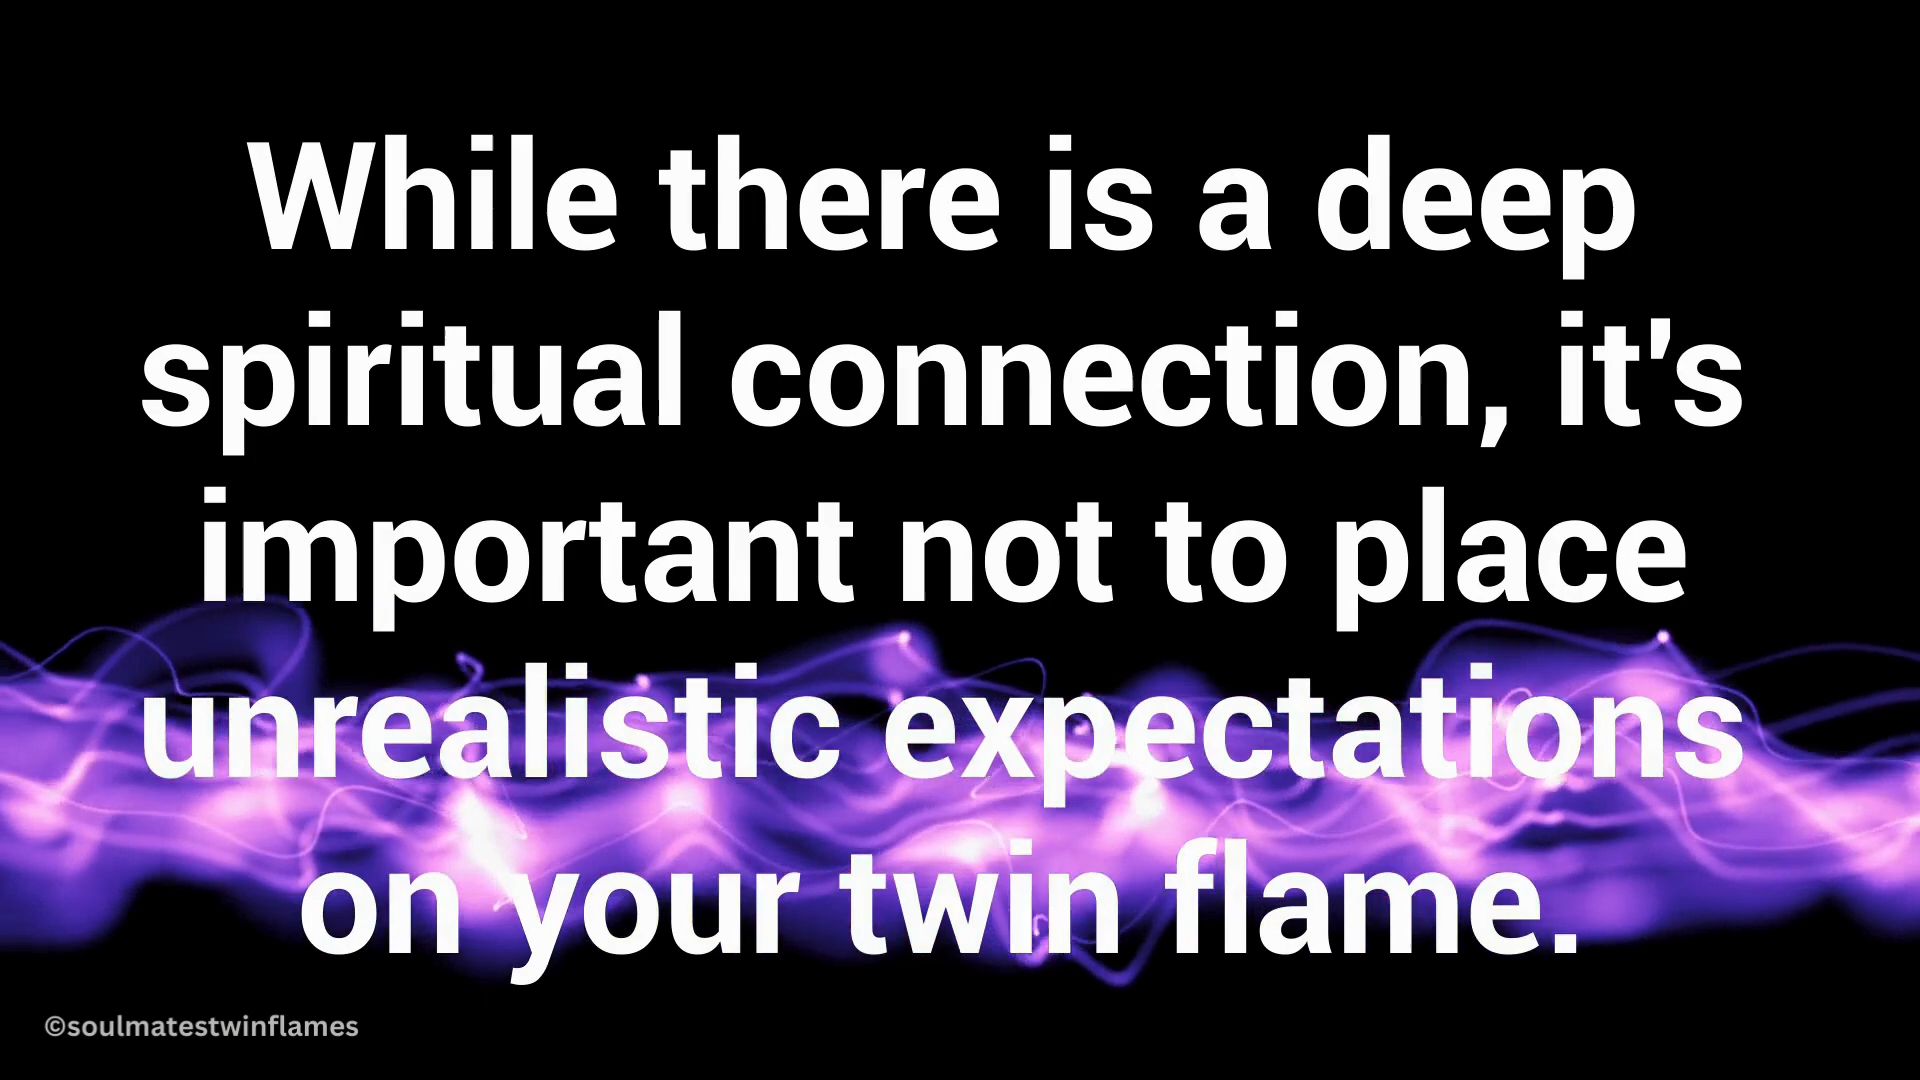 While there is a deep
spiritual connection, it's
important not to place
unrealistic expectations
on your twin flame.
©soulmatestwinflames